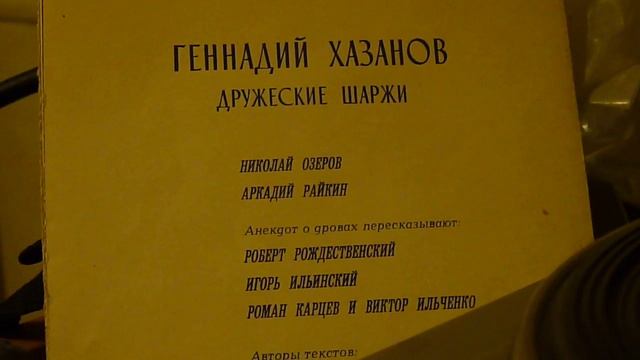 ГЕННАДИЙ ХАЗАНОВ
ДРУЖЕСКИЕ ШАРЖИ
НИКОЛАЙ ОЗЕРОВ
АРКАДИЙ РАЙКИН
Анекдот о дровах пересказывают:
РОБЕРТ РОЖДЕСТВЕНСКИЙ
ИГОРЬ ИЛЬИНСКИЙ
РОМАН КАРЦЕВ И ВИКТОР ИЛЬЧЕНКО
Авторы текстов: